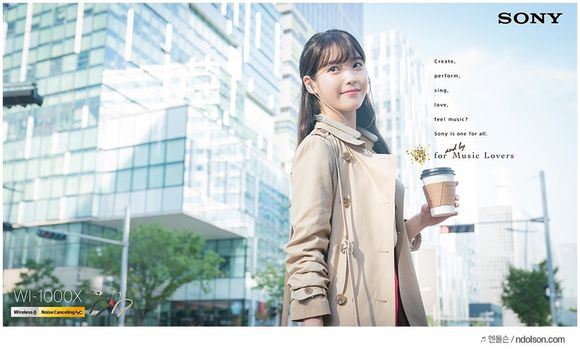 SONY
Create,
perform,
sing,
love,
feel music?
Sony is one for all.
and by
for Music Lovers
WI-1000X
Wireless
Noise Canceling
♬ 엔돌슨 / ndolson.com